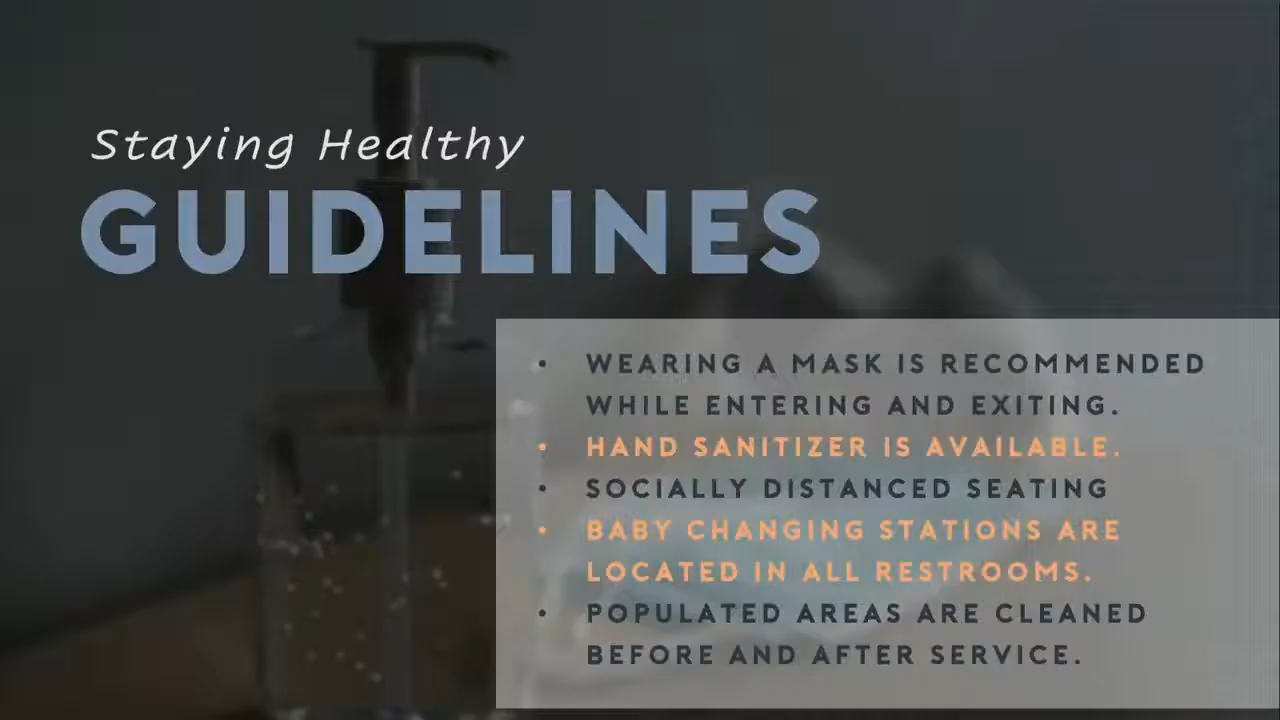 Staying Healthy
GUIDELINES
• WEARING A MASK IS RECOMMENDED
WHILE ENTERING AND EXITING.
• HAND SANITIZER IS AVAILABLE.
• SOCIALLY DISTANCED SEATING
• BABY CHANGING STATIONS ARE
LOCATED IN ALL RESTROOMS.
• POPULATED AREAS ARE CLEANED
BEFORE AND AFTER SERVICE.